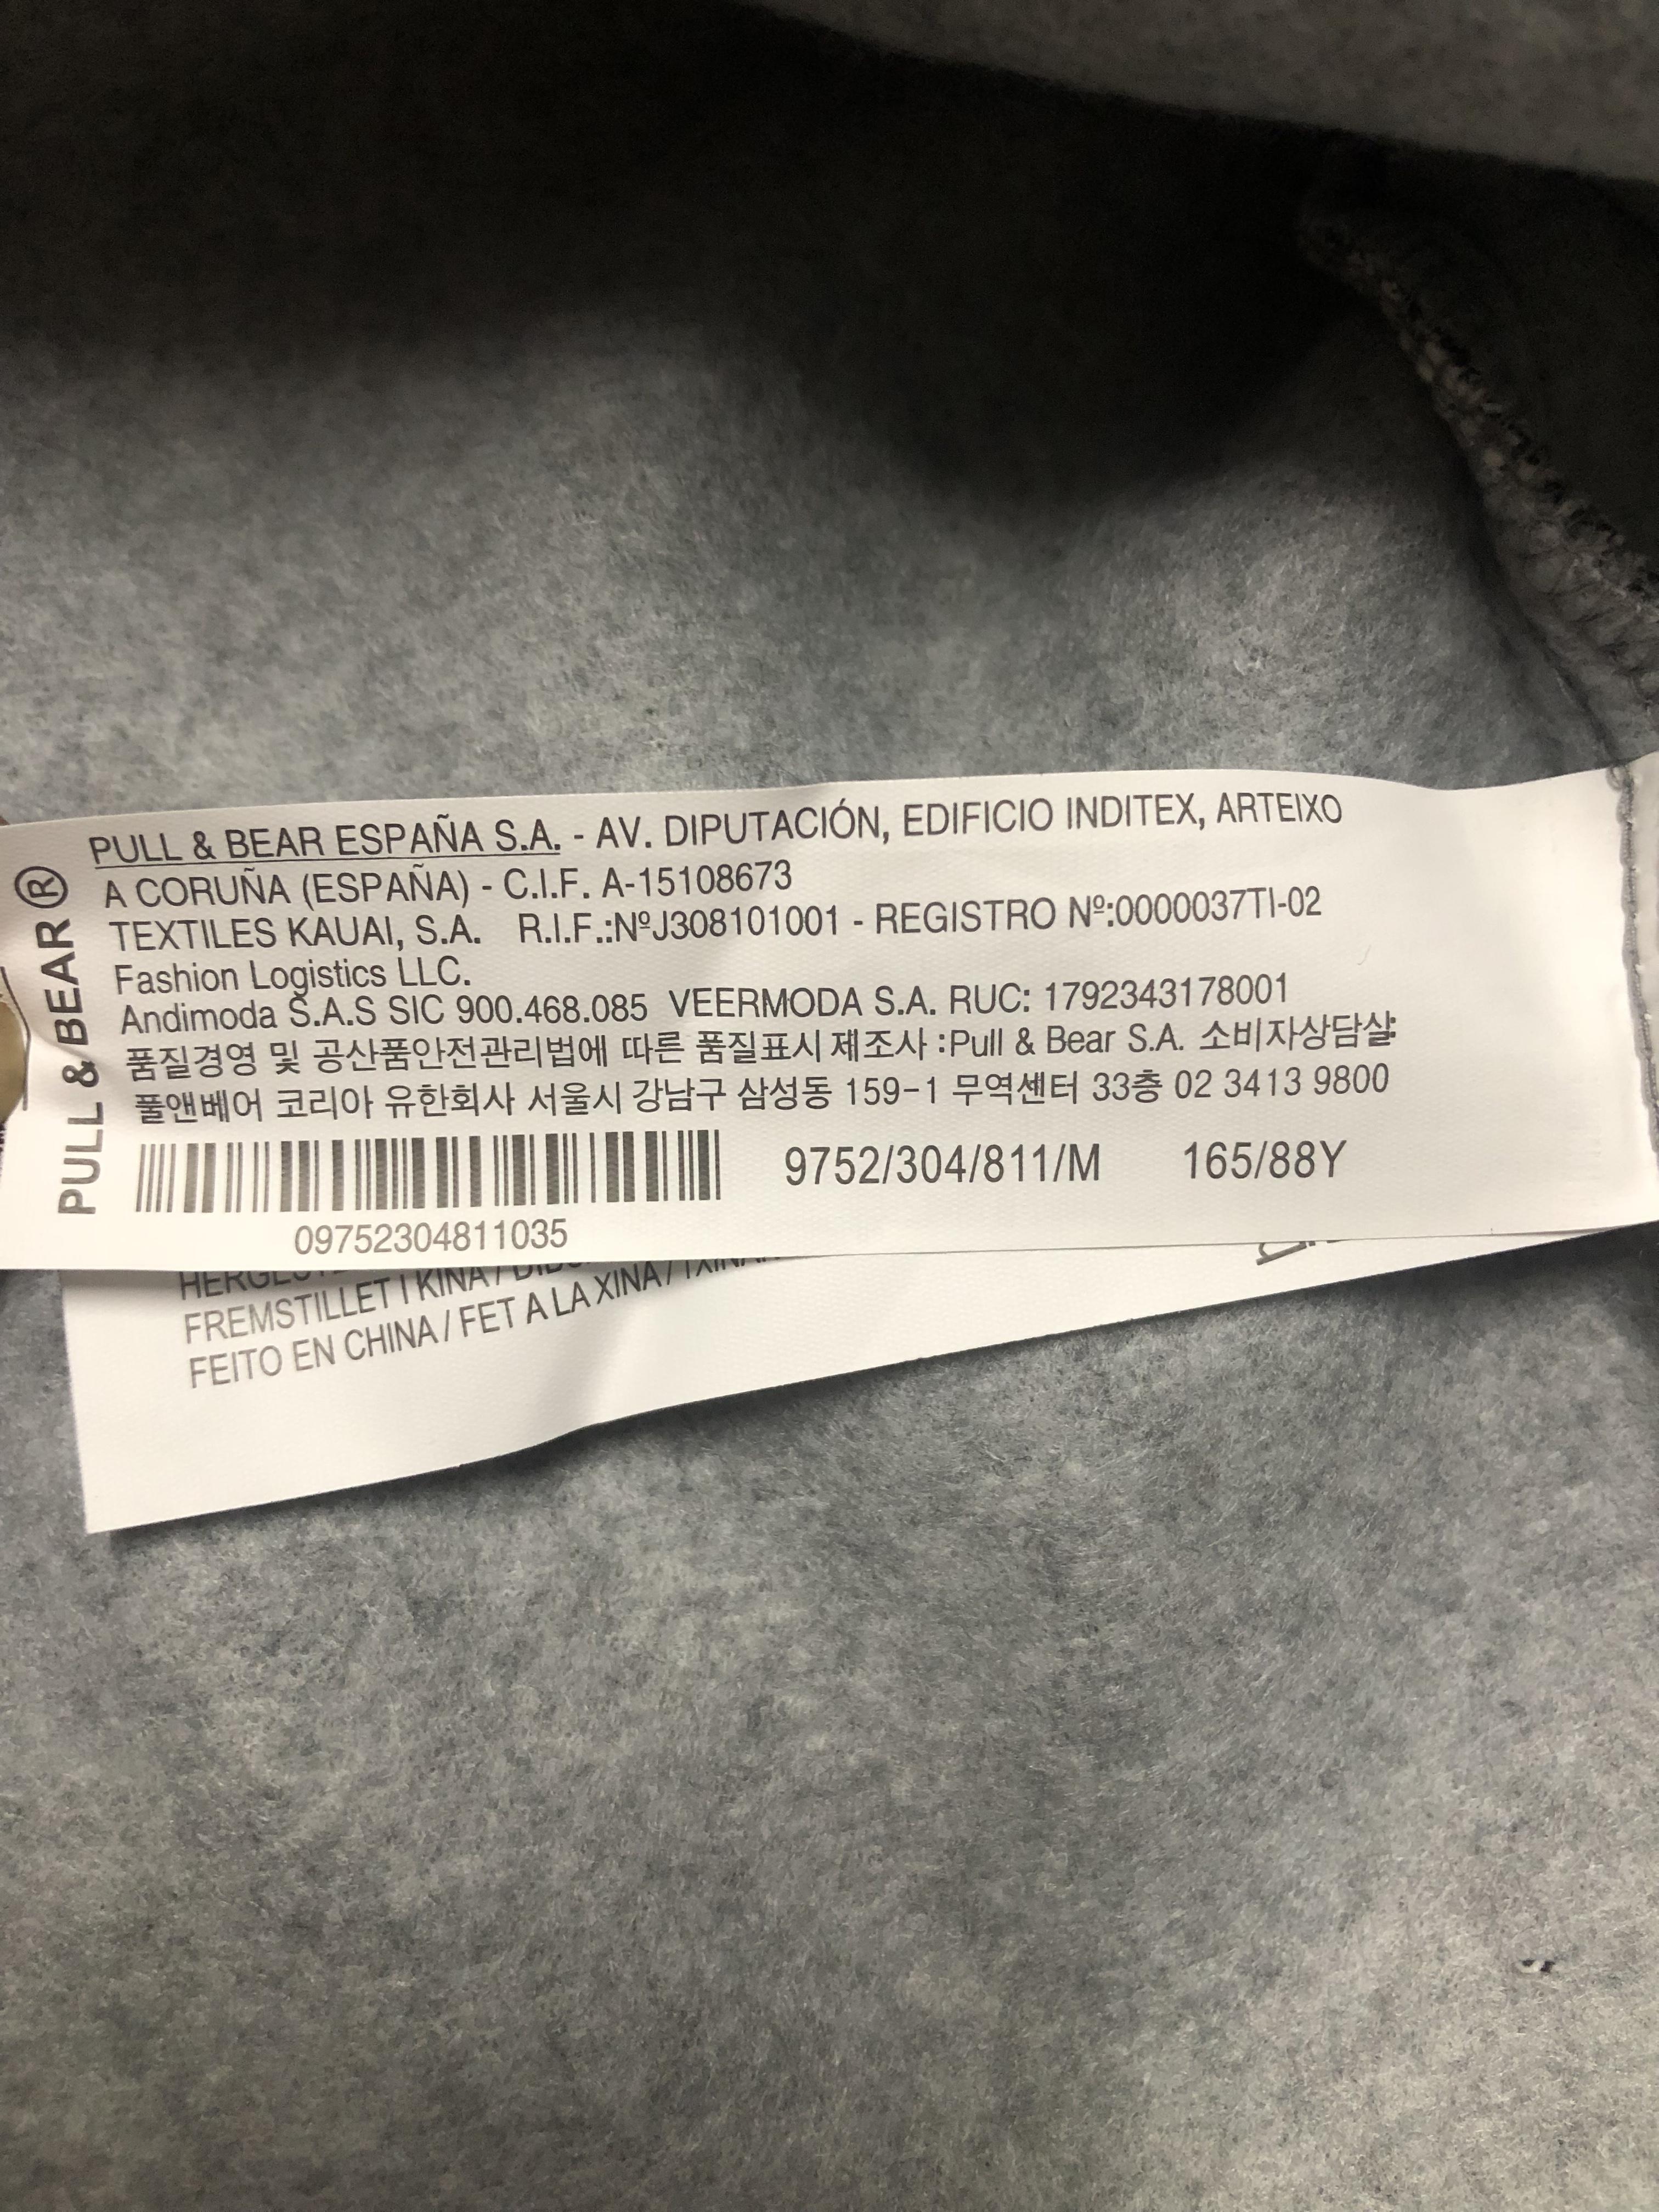 PULL & BEAR®
PULL & BEAR ESPAÑA S.A. - AV. DIPUTACIÓN, EDIFICIO INDITEX, ARTEIXO
A CORUÑA (ESPAÑA) - C.I.F. A-15108673
TEXTILES KAUAI, S.A. R.I.F.:NºJ308101001 - REGISTRO Nº:0000037TI-02
Fashion Logistics LLC.
Andimoda S.A.S SIC 900.468.085 VEERMODA S.A. RUC: 1792343178001
품질경영 및 공산품안전관리법에 따른 품질표시 제조사 :Pull & Bear S.A. 소비자상담실:
풀앤베어 코리아 유한회사 서울시 강남구 삼성동 159-1 무역센터 33층 02 3413 9800
9752/304/811/M 165/88Y
09752304811035
FREMSTILLET I KINA /
FEITO EN CHINA / FET A LA XINA /